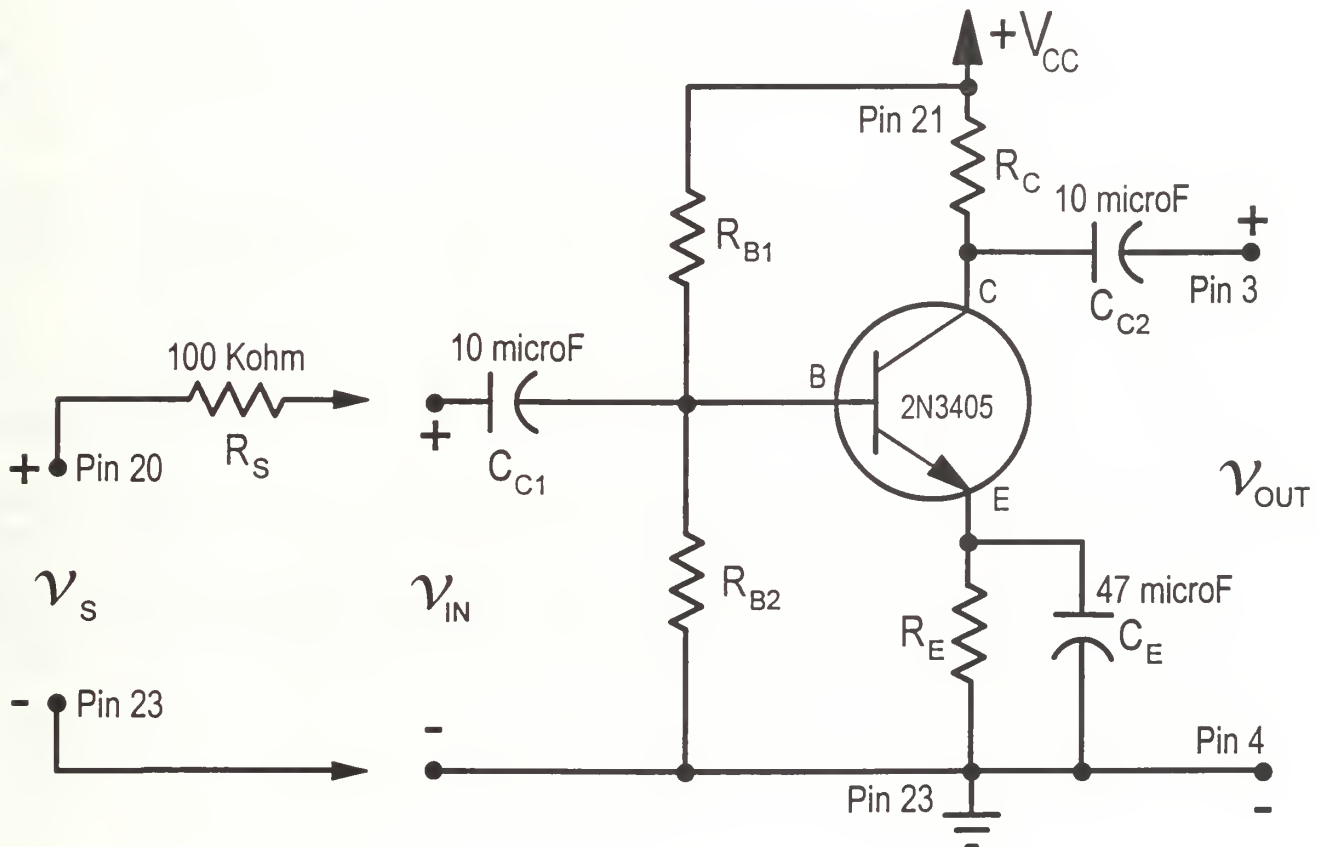 +V_CC
Pin 21
R_C
10 microF
+
R_B1
C
Pin 3
C_C2
100 Kohm
10 microF
B
2N3405
R_S
+
C_C1
+ Pin 20
E
V_OUT
V_S
V_IN
R_B2
47 microF
R_E
C_E
- Pin 23
-
Pin 4
Pin 23
-